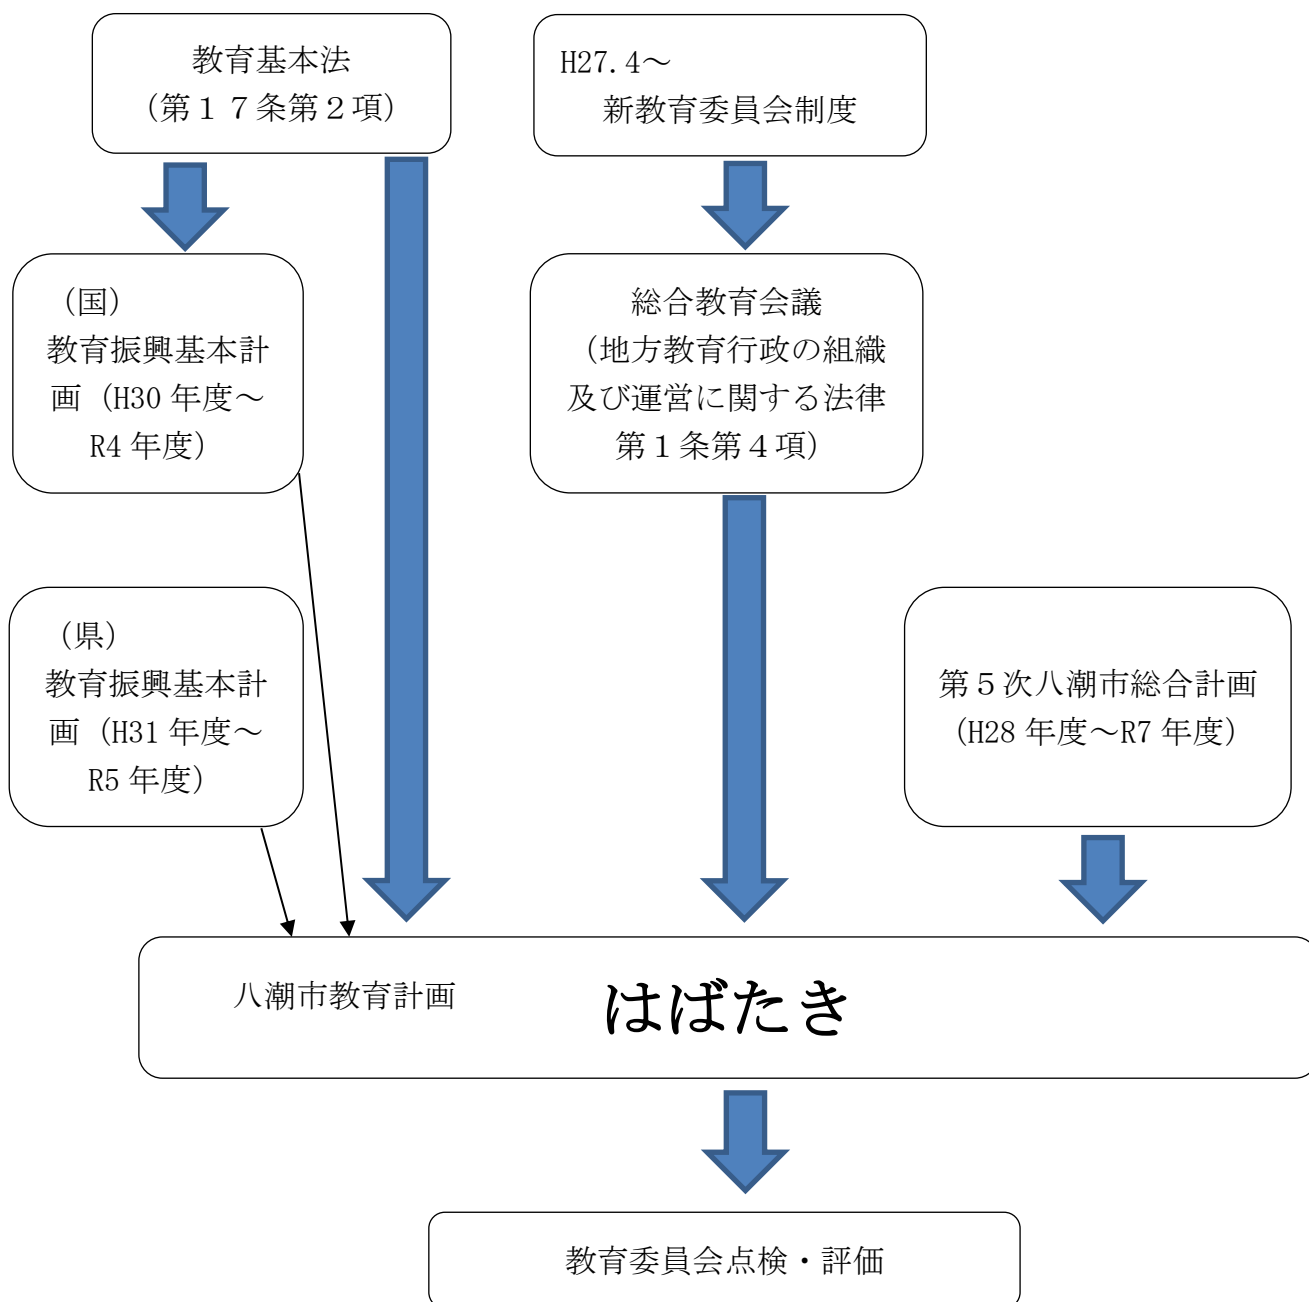 教育基本法
（第１７条第２項）
H27.4～
新教育委員会制度
（国）
教育振興基本計
画（H30 年度～
R4 年度）
総合教育会議
（地方教育行政の組織
及び運営に関する法律
第１条第４項）
（県）
教育振興基本計
画（H31 年度～
R5 年度）
第５次八潮市総合計画
（H28 年度～R7 年度）
八潮市教育計画 はばたき
教育委員会点検・評価